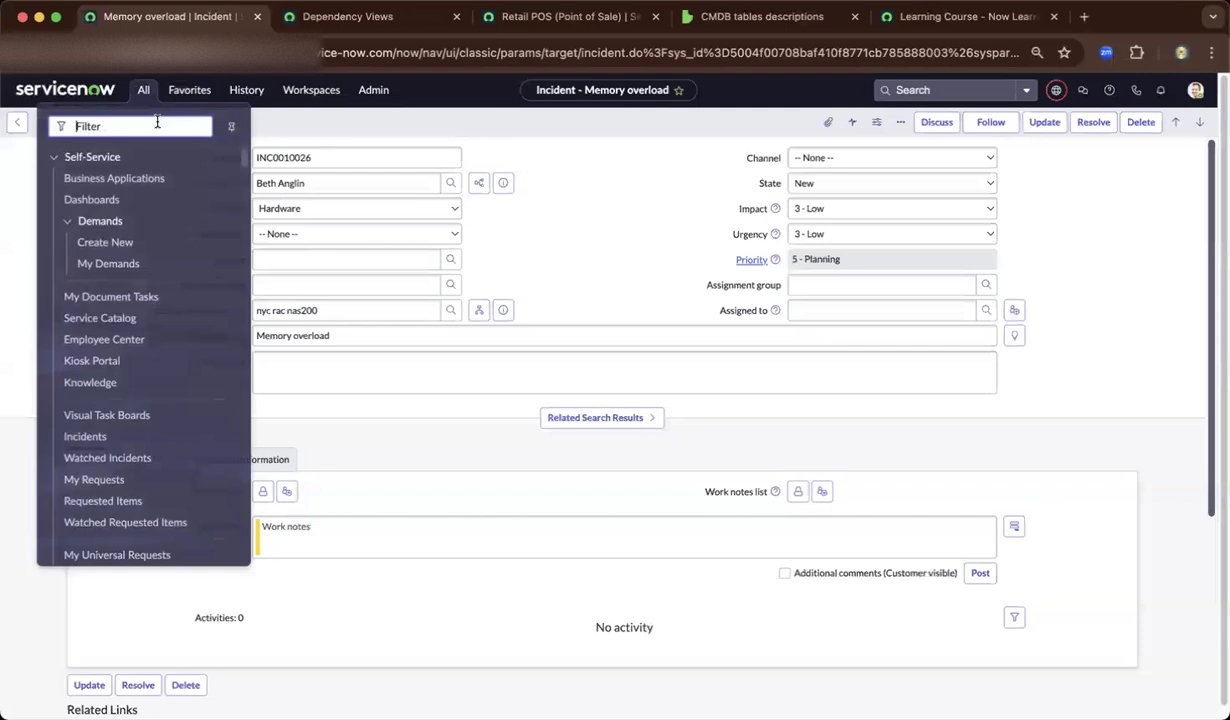 Memory overload | Incident |
Dependency Views
Retail POS (Point of Sale) | Se
CMDB tables descriptions
Learning Course - Now Learn
ice-now.com/now/nav/ui/classic/params/target/incident.do%3Fsys_id%3D5004f00708baf410f8771cb785888003%26syspar...
servicenow
All
Favorites
History
Workspaces
Admin
Incident - Memory overload
Search
Filter
Discuss
Follow
Update
Resolve
Delete
Self-Service
Business Applications
Dashboards
Demands
Create New
My Demands
My Document Tasks
Service Catalog
Employee Center
Kiosk Portal
Knowledge
Visual Task Boards
Incidents
Watched Incidents
My Requests
Requested Items
Watched Requested Items
My Universal Requests
INC0010026
Beth Anglin
Hardware
-- None --
nyc rac nas200
Memory overload
Channel
-- None --
State
New
Impact
3 - Low
Urgency
3 - Low
Priority
5 - Planning
Assignment group
Assigned to
Related Search Results
ormation
Work notes list
Work notes
Additional comments (Customer visible)
Post
Activities: 0
No activity
Update
Resolve
Delete
Related Links